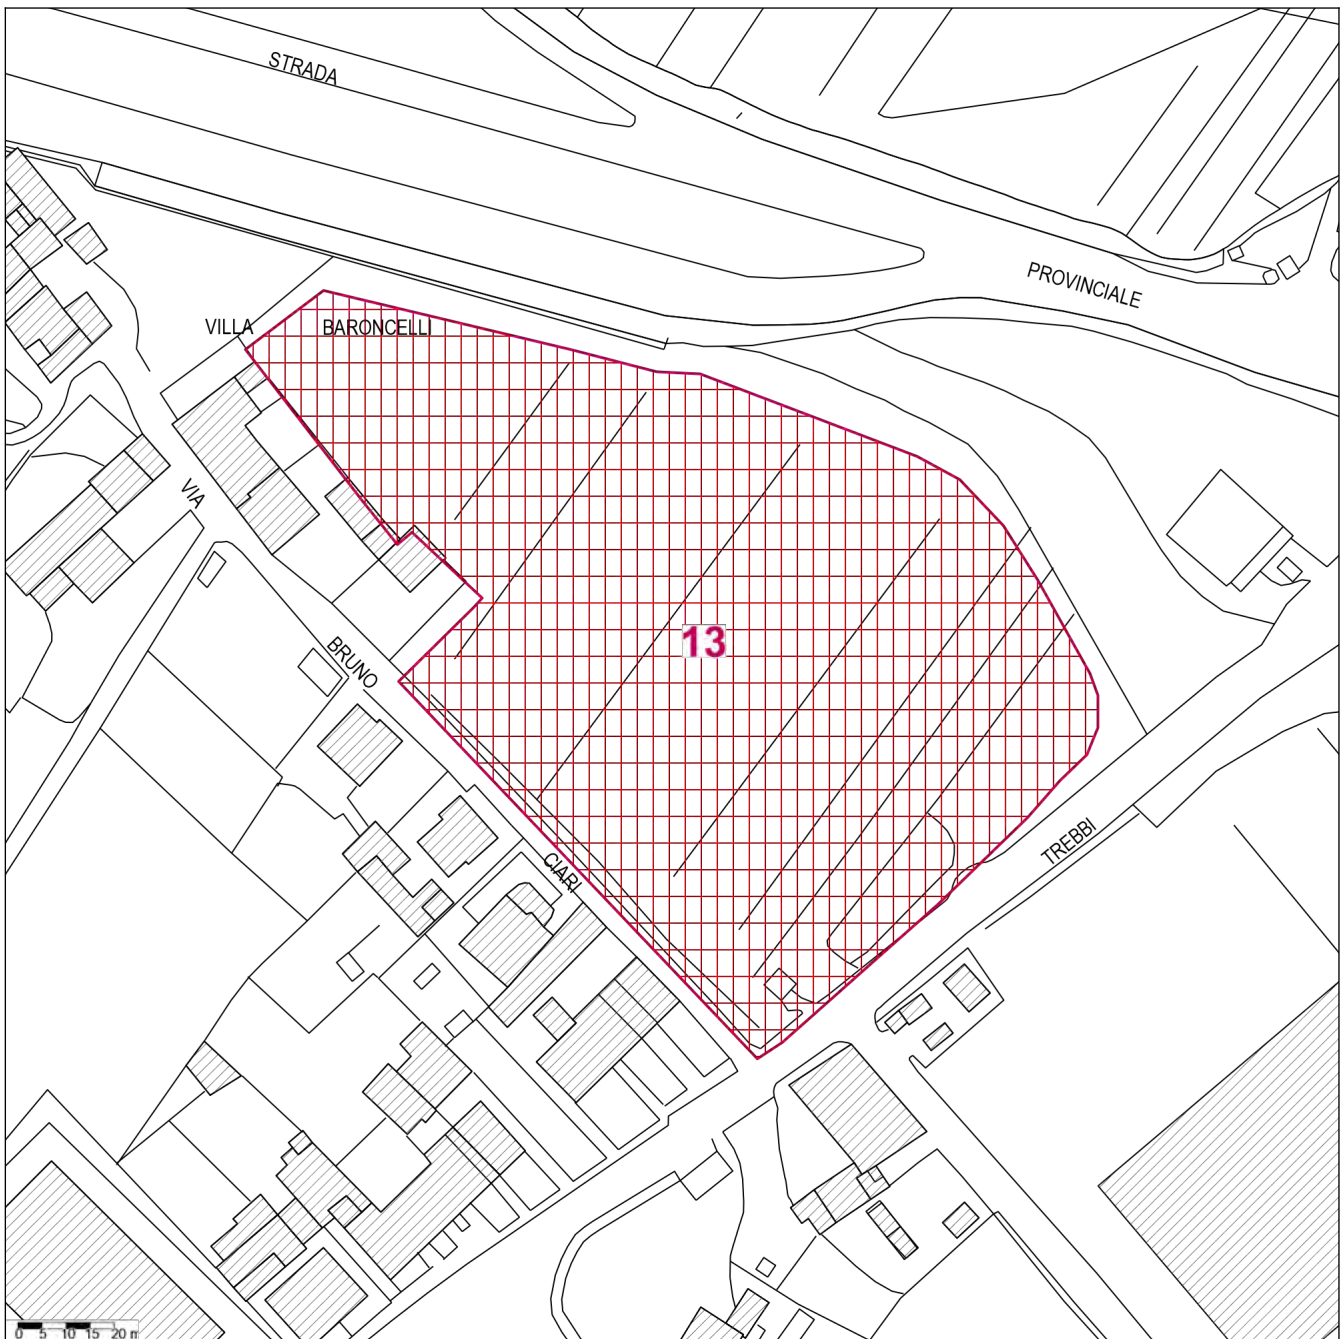 STRADA
PROVINCIALE
VILLA BARONCELLI
VIA
BRUNO
13
CIARI
TREBBI
0 5 10 15 20 m